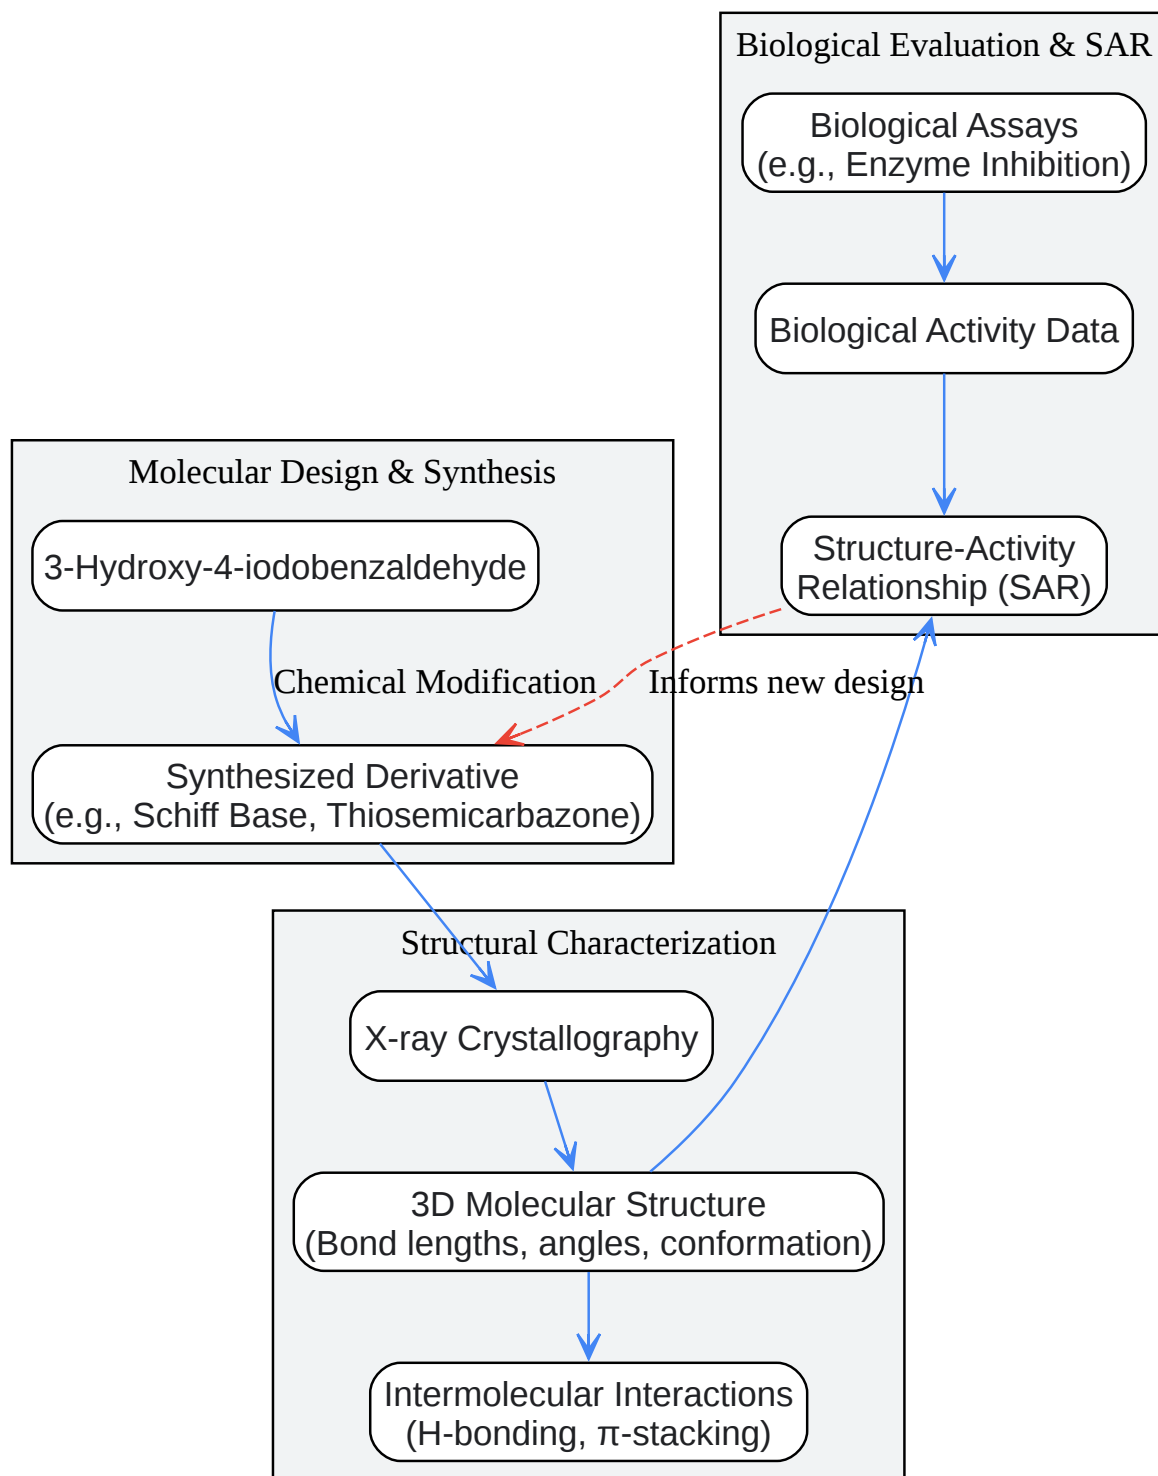 Biological Evaluation & SAR
Biological Assays
(e.g., Enzyme Inhibition)
Biological Activity Data
Structure-Activity
Relationship (SAR)
Molecular Design & Synthesis
3-Hydroxy-4-iodobenzaldehyde
Chemical Modification
Informs new design
Synthesized Derivative
(e.g., Schiff Base, Thiosemicarbazone)
Structural Characterization
X-ray Crystallography
3D Molecular Structure
(Bond lengths, angles, conformation)
Intermolecular Interactions
(H-bonding, π-stacking)